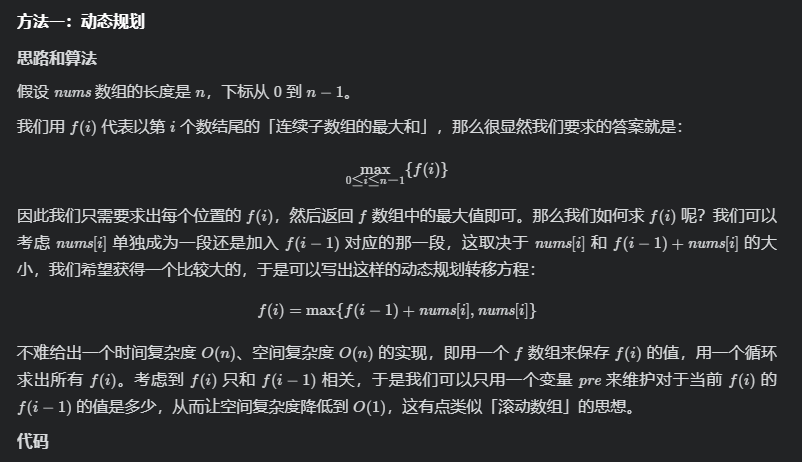 方法一：动态规划
思路和算法
假设 nums 数组的长度是 n，下标从 0 到 n − 1。
我们用 f(i) 代表以第 i 个数结尾的「连续子数组的最大和」，那么很显然我们要求的答案就是：
max{f(i)}
0≤i≤n−1
因此我们只需要求出每个位置的 f(i)，然后返回 f 数组中的最大值即可。那么我们如何求 f(i) 呢？我们可以
考虑 nums[i] 单独成为一段还是加入 f(i − 1) 对应的那一段，这取决于 nums[i] 和 f(i − 1) + nums[i] 的大
小，我们希望获得一个比较大的，于是可以写出这样的动态规划转移方程：
f(i) = max{f(i − 1) + nums[i], nums[i]}
不难给出一个时间复杂度 O(n)、空间复杂度 O(n) 的实现，即用一个 f 数组来保存 f(i) 的值，用一个循环
求出所有 f(i)。考虑到 f(i) 只和 f(i − 1) 相关，于是我们可以只用一个变量 pre 来维护对于当前 f(i) 的
f(i − 1) 的值是多少，从而让空间复杂度降低到 O(1)，这有点类似「滚动数组」的思想。
代码